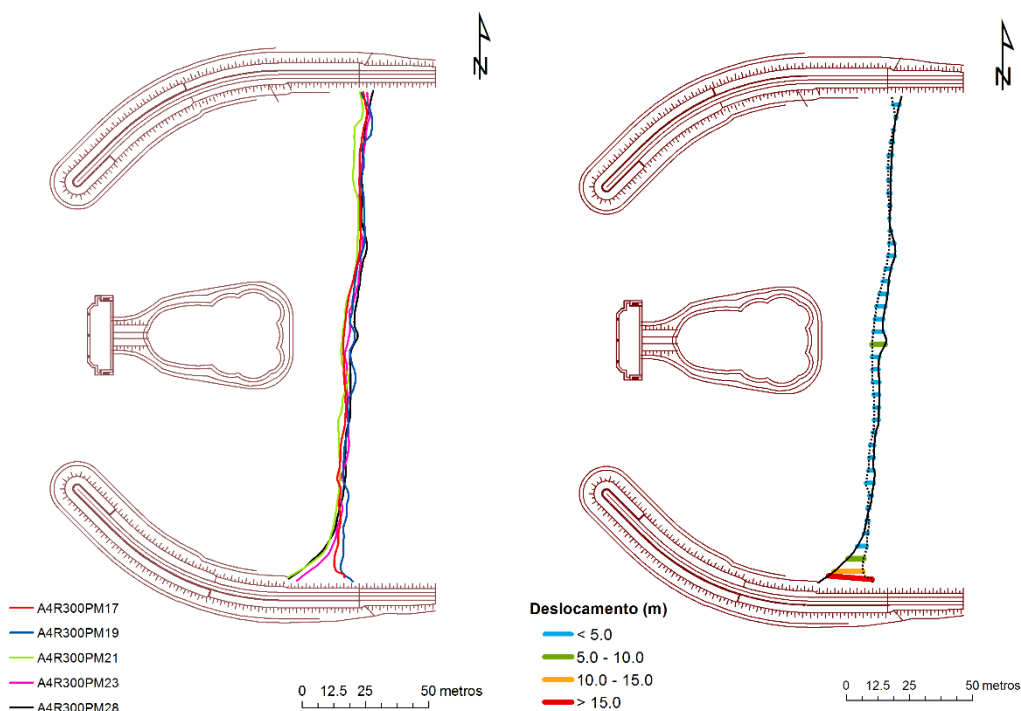 N
A4R300PM17
A4R300PM19
A4R300PM21
A4R300PM23
A4R300PM28
0 12.5 25 50 metros
N
Deslocamento (m)
< 5.0
5.0 - 10.0
10.0 - 15.0
> 15.0
0 12.5 25 50 metros